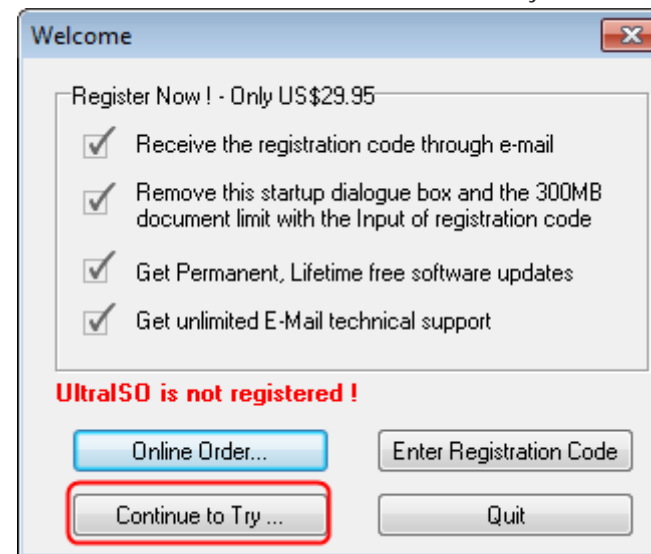 Welcome
Register Now ! - Only US$29.95
Receive the registration code through e-mail
Remove this startup dialogue box and the 300MB
document limit with the Input of registration code
Get Permanent, Lifetime free software updates
Get unlimited E-Mail technical support
UltraISO is not registered !
Online Order...
Enter Registration Code
Continue to Try ...
Quit